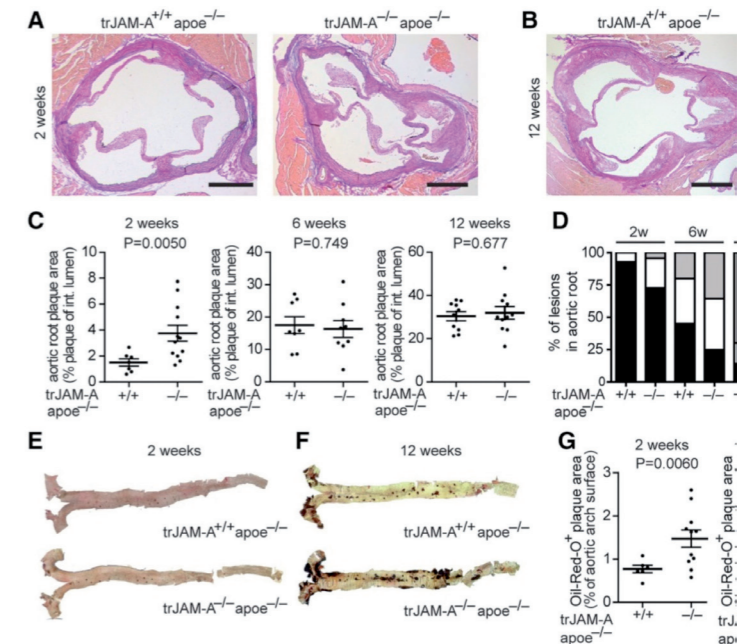 A
trJAM-A+/+ apoe−/−
trJAM-A−/− apoe−/−
B
trJAM-A+/+ apoe−/−
2 weeks
12 weeks
C
2 weeks
P=0.0050
6 weeks
P=0.749
12 weeks
P=0.677
aortic root plaque area
(% plaque of int. lumen)
10
8
6
4
2
0
aortic root plaque area
(% plaque of int. lumen)
40
30
20
10
0
aortic root plaque area
(% plaque of int. lumen)
60
40
20
0
trJAM-A +/+ −/− +/+ −/− +/+ −/−
apoe−/−
D
2w 6w
% of lesions
in aortic root
100
75
50
25
0
trJAM-A +/+ −/− +/+ −/−
apoe−/−
E
2 weeks
trJAM-A+/+ apoe−/−
trJAM-A−/− apoe−/−
F
12 weeks
trJAM-A+/+ apoe−/−
trJAM-A−/− apoe−/−
G
2 weeks
P=0.0060
Oil-Red-O+ plaque area
(% of aortic arch surface)
3
2
1
0
+/+ −/−
trJAM-A
apoe−/−